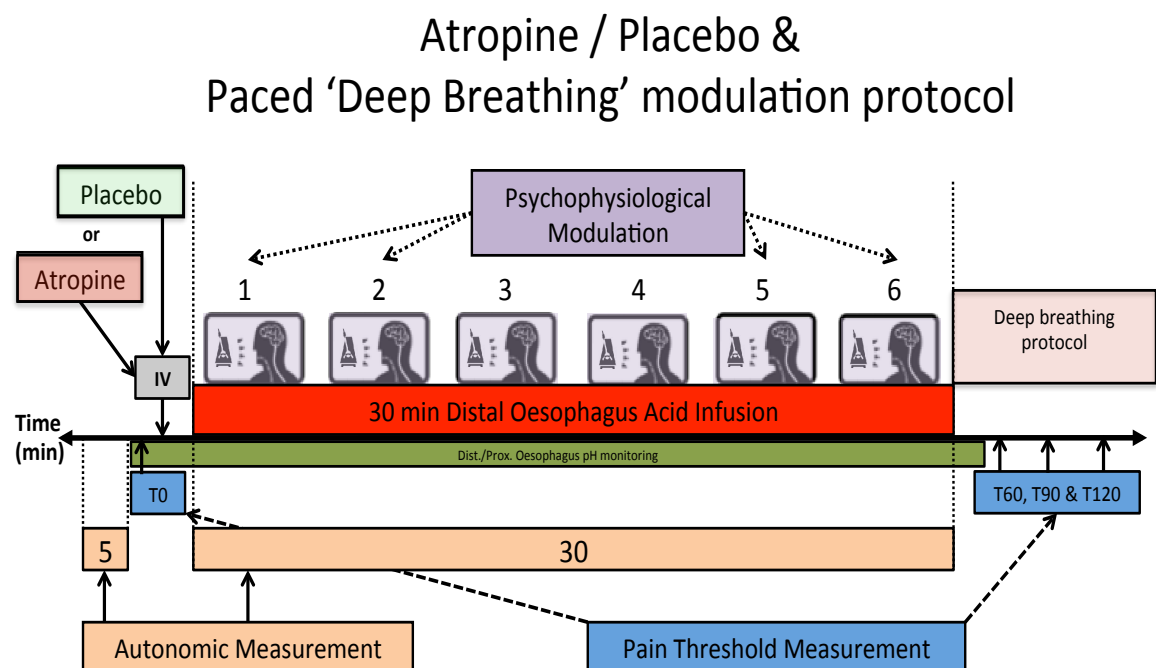 Atropine / Placebo &
Paced ‘Deep Breathing’ modulation protocol
Placebo
or
Atropine
Psychophysiological
Modulation
1 2 3 4 5 6
Deep breathing
protocol
IV
30 min Distal Oesophagus Acid Infusion
Time
(min)
Dist./Prox. Oesophagus pH monitoring
T0
T60, T90 & T120
5
30
Autonomic Measurement
Pain Threshold Measurement